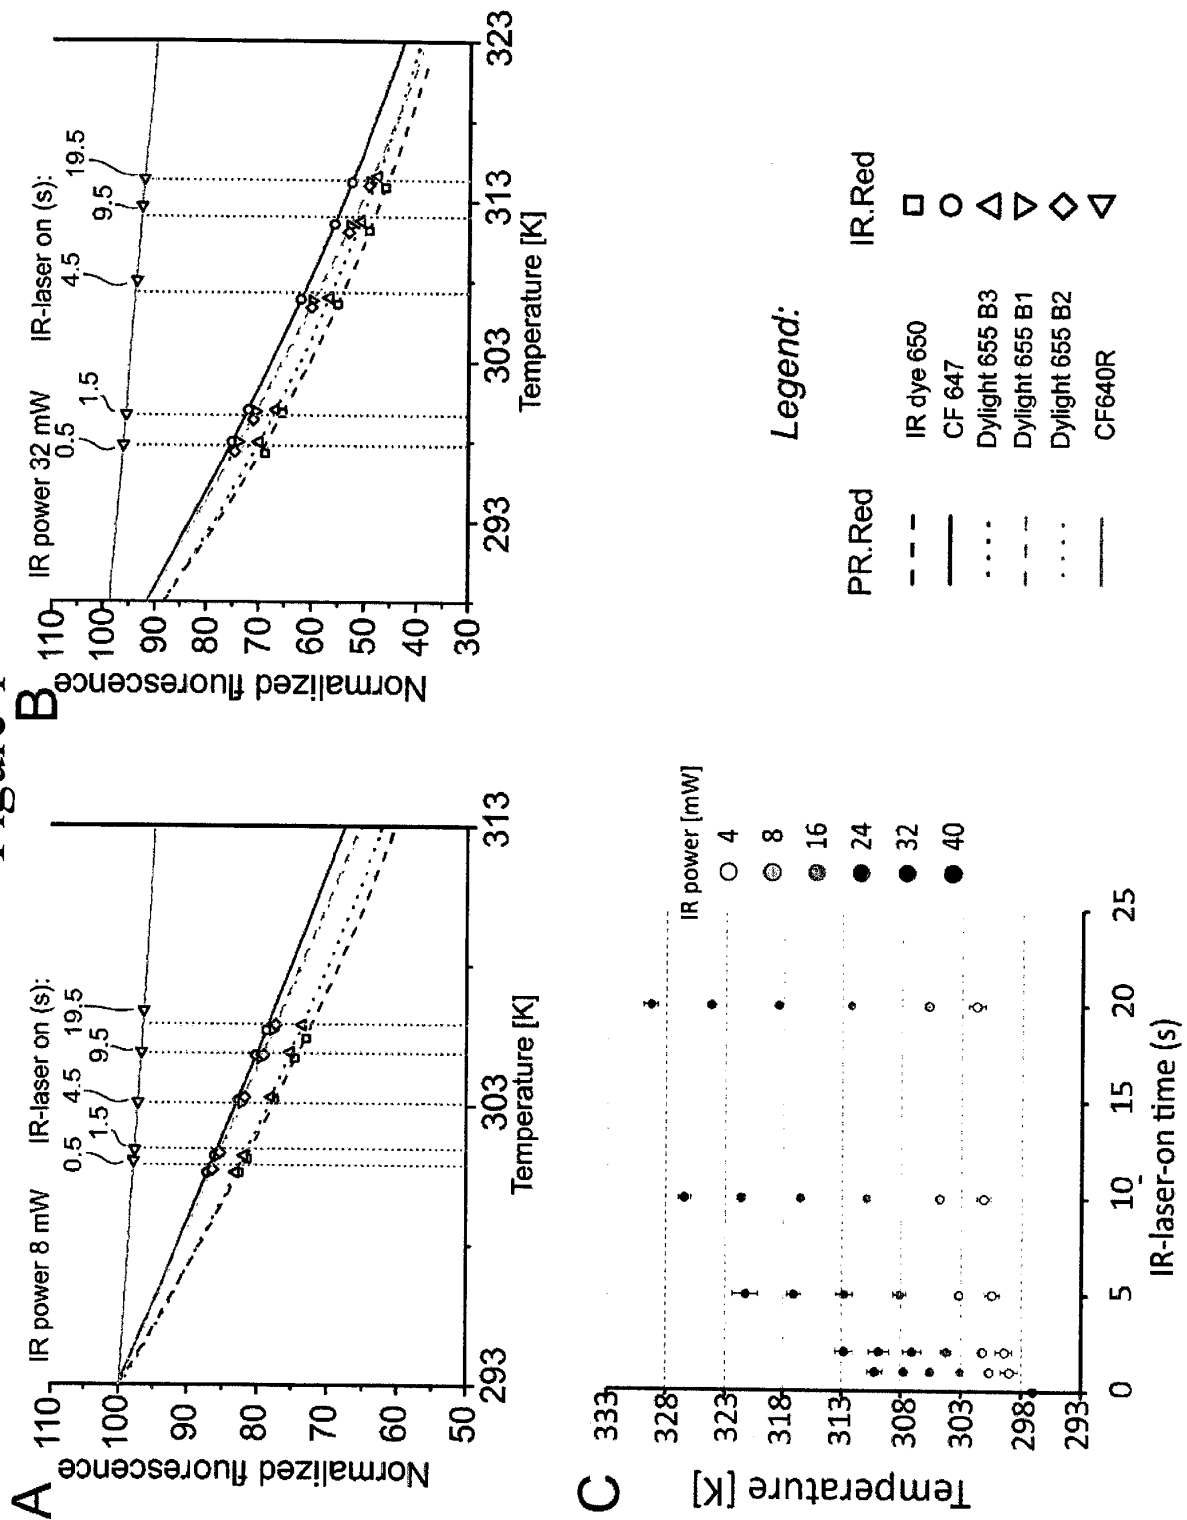 A
IR power 8 mW
IR-laser on (s):
0.5
1.5
4.5
9.5
19.5
110
100
90
80
70
60
50
Normalized fluorescence
293
303
313
Temperature [K]
B
IR power 32 mW
IR-laser on (s):
0.5
1.5
4.5
9.5
19.5
110
100
90
80
70
60
50
40
30
Normalized fluorescence
293
303
313
323
Temperature [K]
C
333
328
323
318
313
308
303
298
293
Temperature [K]
0
5
10
15
20
25
IR-laser-on time (s)
IR power [mW]
4
8
16
24
32
40
Legend:
PR.Red
IR.Red
IR dye 650
CF 647
Dylight 655 B3
Dylight 655 B1
Dylight 655 B2
CF640R